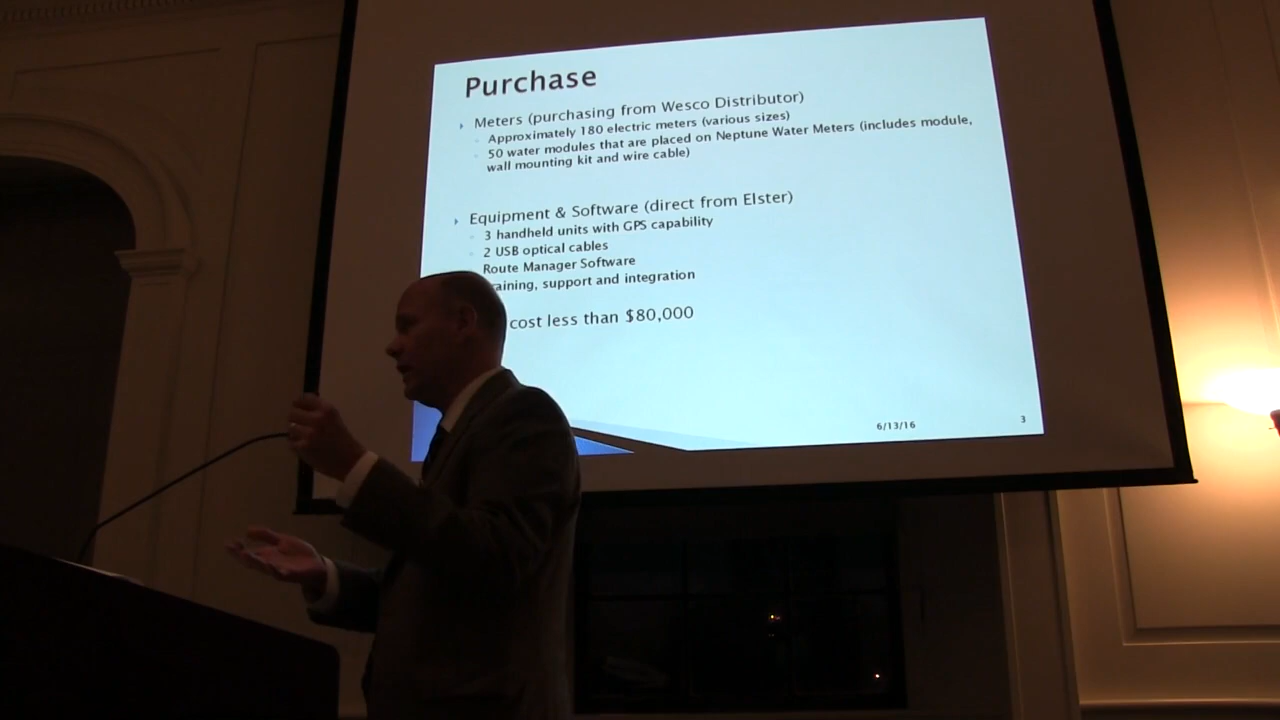 Purchase
Meters (purchasing from Wesco Distributor)
Approximately 180 electric meters (various sizes)
50 water modules that are placed on Neptune Water Meters (includes module,
wall mounting kit and wire cable)
Equipment & Software (direct from Elster)
3 handheld units with GPS capability
2 USB optical cables
Route Manager Software
raining, support and integration
cost less than $80,000
6/13/16
3